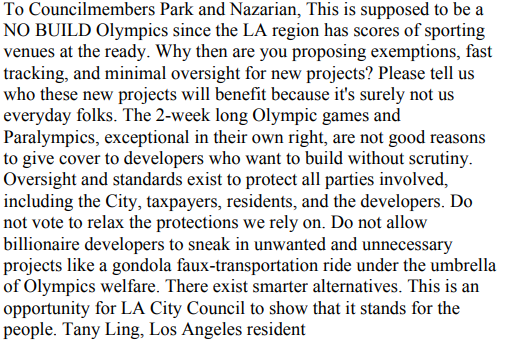 To Councilmembers Park and Nazarian, This is supposed to be a
NO BUILD Olympics since the LA region has scores of sporting
venues at the ready. Why then are you proposing exemptions, fast
tracking, and minimal oversight for new projects? Please tell us
who these new projects will benefit because it's surely not us
everyday folks. The 2-week long Olympic games and
Paralympics, exceptional in their own right, are not good reasons
to give cover to developers who want to build without scrutiny.
Oversight and standards exist to protect all parties involved,
including the City, taxpayers, residents, and the developers. Do
not vote to relax the protections we rely on. Do not allow
billionaire developers to sneak in unwanted and unnecessary
projects like a gondola faux-transportation ride under the umbrella
of Olympics welfare. There exist smarter alternatives. This is an
opportunity for LA City Council to show that it stands for the
people. Tany Ling, Los Angeles resident